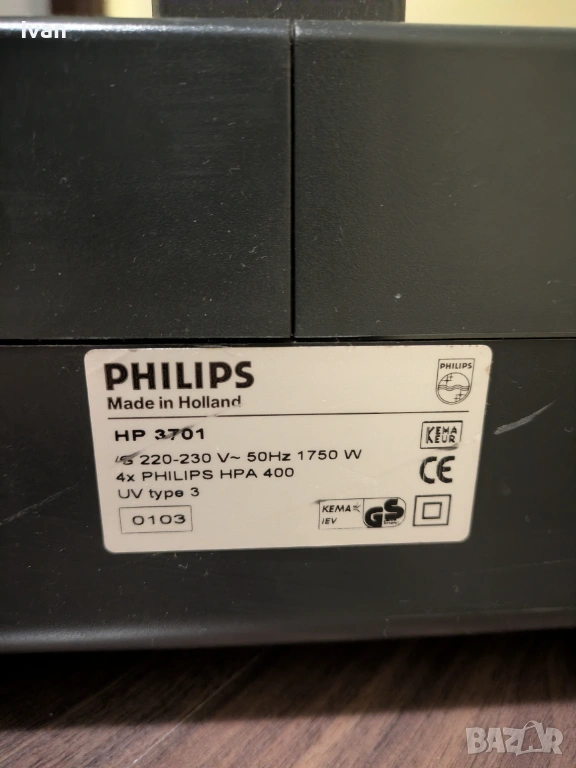 ivan
PHILIPS
Made in Holland
PHILIPS
HP 3701
220-230 V~ 50Hz 1750 W
4x PHILIPS HPA 400
UV type 3
0103
KEMA
KEUR
CE
KEMA
IEV
GS
BAZAR